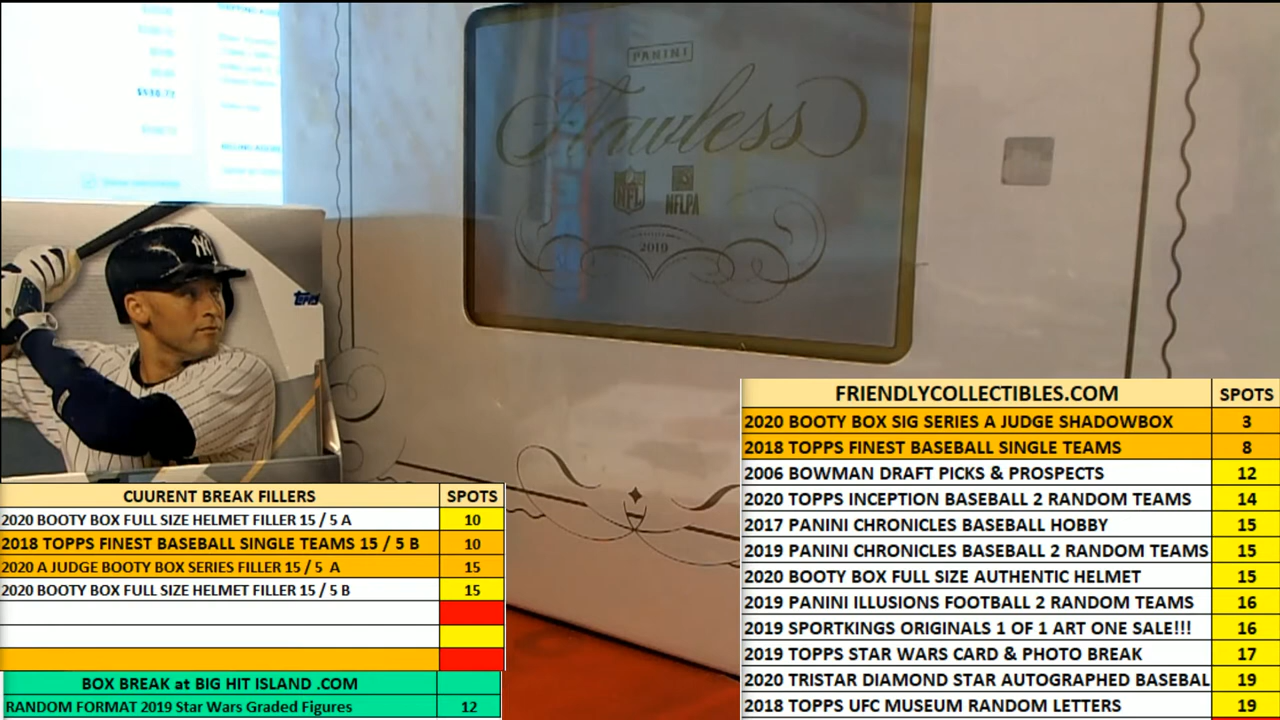 $530.72
PANINI
Flawless
NFL
NFLPA
2019
NY
Topps
CUURENT BREAK FILLERS SPOTS
2020 BOOTY BOX FULL SIZE HELMET FILLER 15 / 5 A 10
2018 TOPPS FINEST BASEBALL SINGLE TEAMS 15 / 5 B 10
2020 A JUDGE BOOTY BOX SERIES FILLER 15 / 5 A 15
2020 BOOTY BOX FULL SIZE HELMET FILLER 15 / 5 B 15
BOX BREAK at BIG HIT ISLAND .COM
RANDOM FORMAT 2019 Star Wars Graded Figures 12
FRIENDLYCOLLECTIBLES.COM SPOTS
2020 BOOTY BOX SIG SERIES A JUDGE SHADOWBOX 3
2018 TOPPS FINEST BASEBALL SINGLE TEAMS 8
2006 BOWMAN DRAFT PICKS & PROSPECTS 12
2020 TOPPS INCEPTION BASEBALL 2 RANDOM TEAMS 14
2017 PANINI CHRONICLES BASEBALL HOBBY 15
2019 PANINI CHRONICLES BASEBALL 2 RANDOM TEAMS 15
2020 BOOTY BOX FULL SIZE AUTHENTIC HELMET 15
2019 PANINI ILLUSIONS FOOTBALL 2 RANDOM TEAMS 16
2019 SPORTKINGS ORIGINALS 1 OF 1 ART ONE SALE!!! 16
2019 TOPPS STAR WARS CARD & PHOTO BREAK 17
2020 TRISTAR DIAMOND STAR AUTOGRAPHED BASEBAL 19
2018 TOPPS UFC MUSEUM RANDOM LETTERS 19